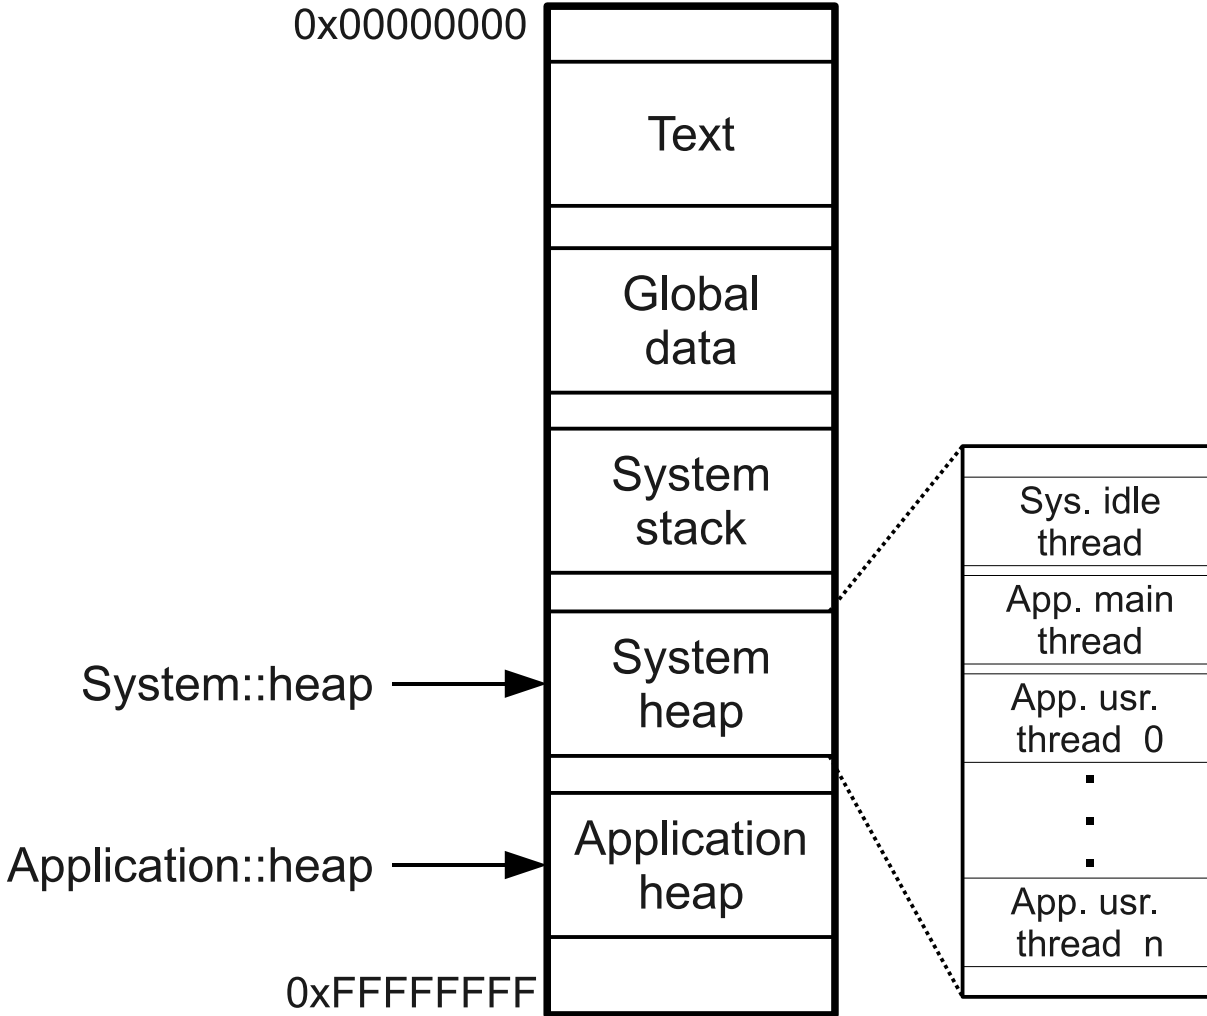 0x00000000
Text
Global
data
System
stack
System::heap
System
heap
Application::heap
Application
heap
0xFFFFFFFF
Sys. idle
thread
App. main
thread
App. usr.
thread 0
.
.
.
App. usr.
thread n